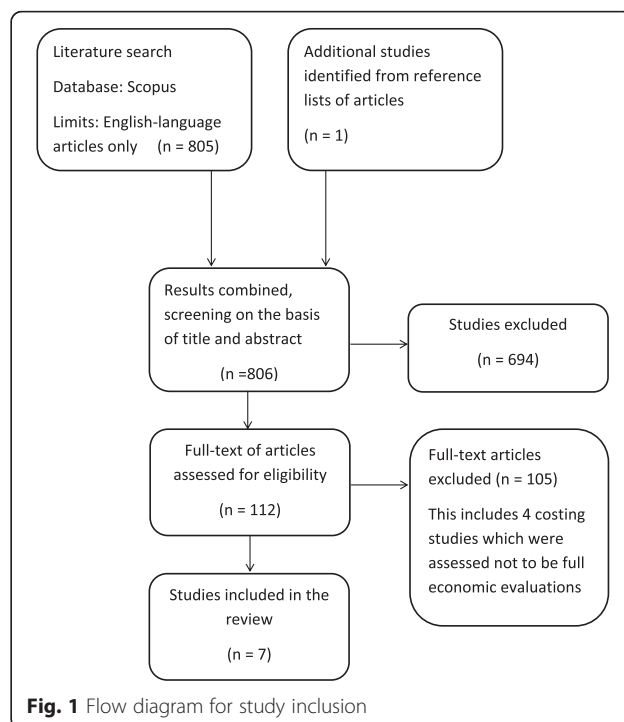 Literature search
Database: Scopus
Limits: English-language
articles only (n = 805)
Additional studies
identified from reference
lists of articles
(n = 1)
Results combined,
screening on the basis
of title and abstract
(n =806)
Studies excluded
(n = 694)
Full-text of articles
assessed for eligibility
(n = 112)
Full-text articles
excluded (n = 105)
This includes 4 costing
studies which were
assessed not to be full
economic evaluations
Studies included in the
review
(n = 7)
Fig. 1 Flow diagram for study inclusion